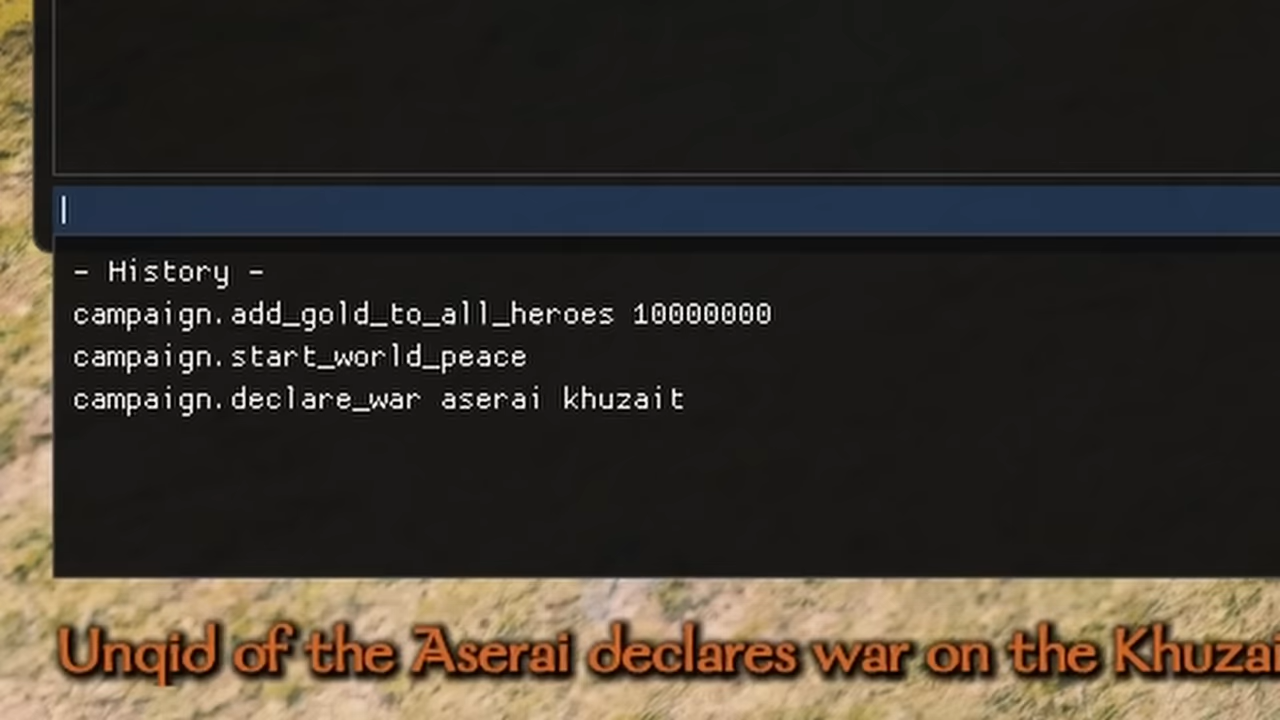 - History -
campaign.add_gold_to_all_heroes 10000000
campaign.start_world_peace
campaign.declare_war aserai khuzait
Unqid of the Aserai declares war on the Khuzai